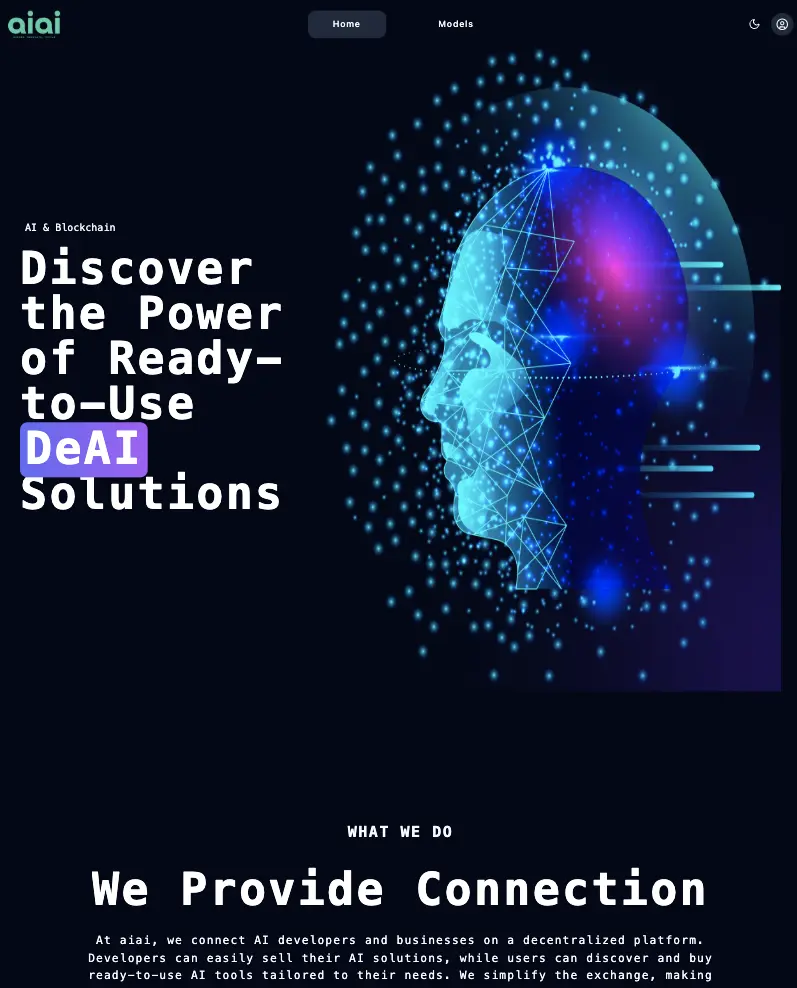 aiai
Home
Models
AI & Blockchain
Discover
the Power
of Ready-
to-Use
DeAI
Solutions
WHAT WE DO
We Provide Connection
At aiai, we connect AI developers and businesses on a decentralized platform.
Developers can easily sell their AI solutions, while users can discover and buy
ready-to-use AI tools tailored to their needs. We simplify the exchange, making